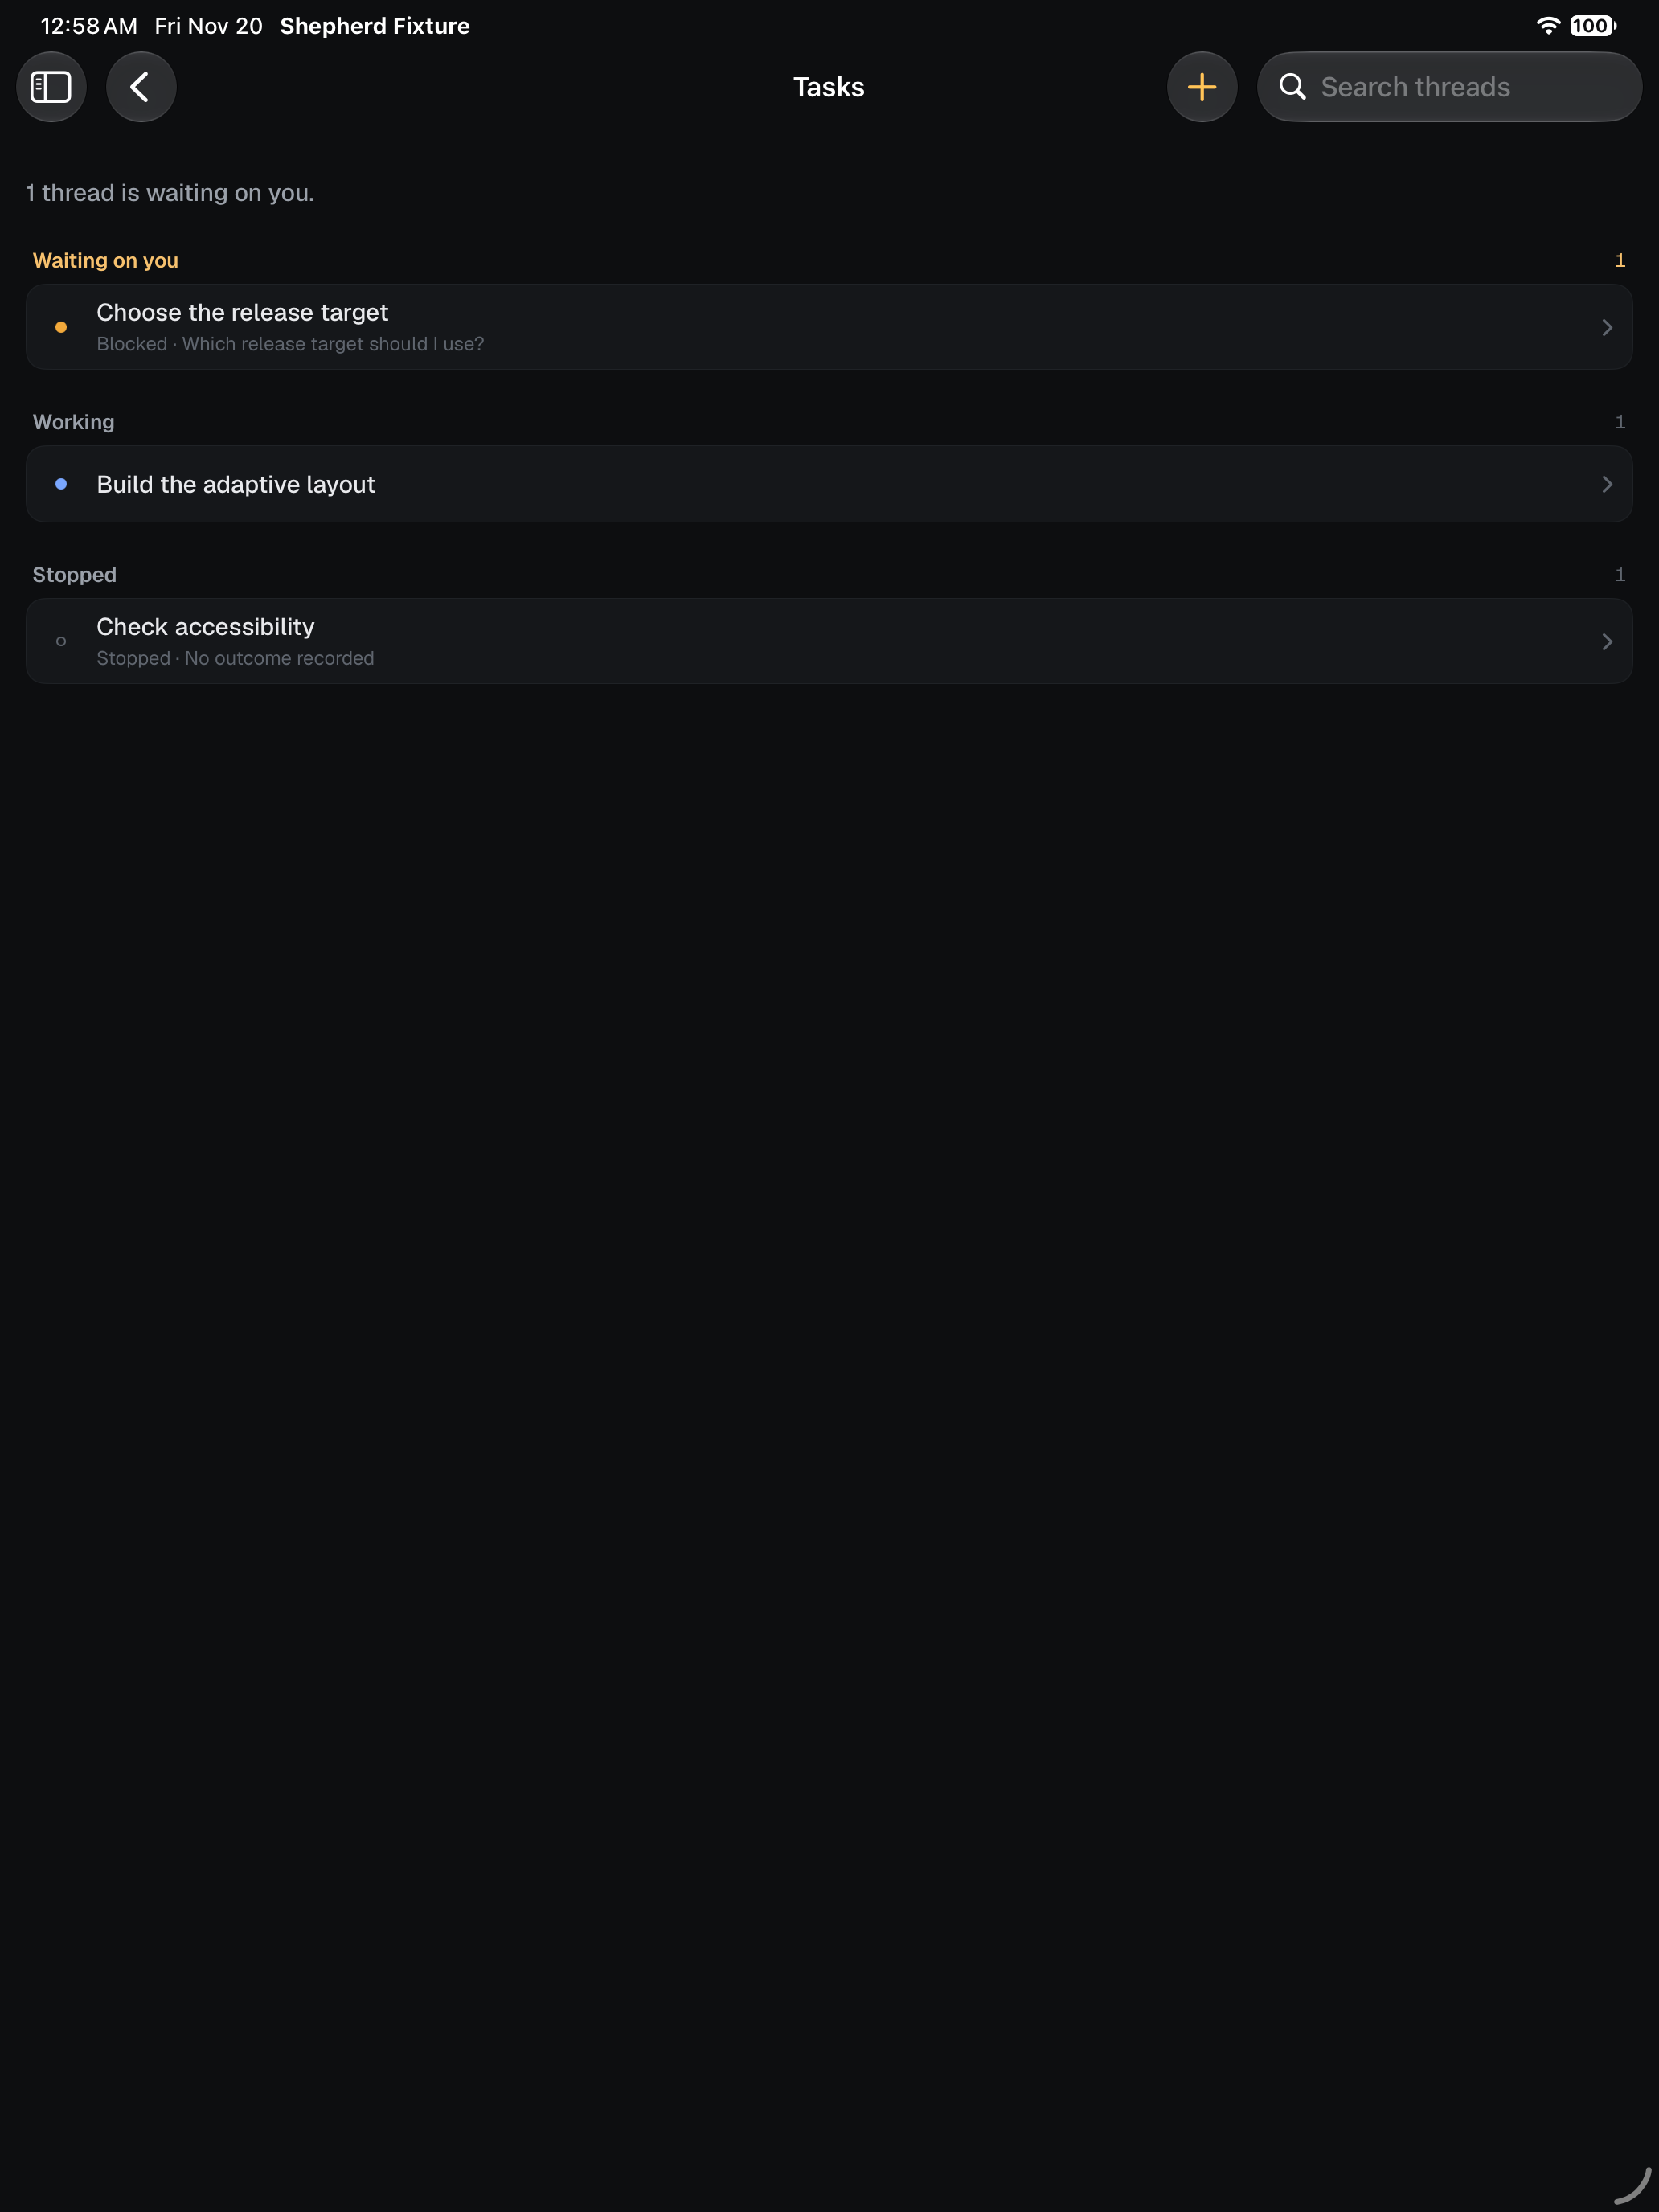 12:58 AM Fri Nov 20 Shepherd Fixture 100
Tasks
Search threads
1 thread is waiting on you.
Waiting on you 1
Choose the release target
Blocked · Which release target should I use?
Working 1
Build the adaptive layout
Stopped 1
Check accessibility
Stopped · No outcome recorded